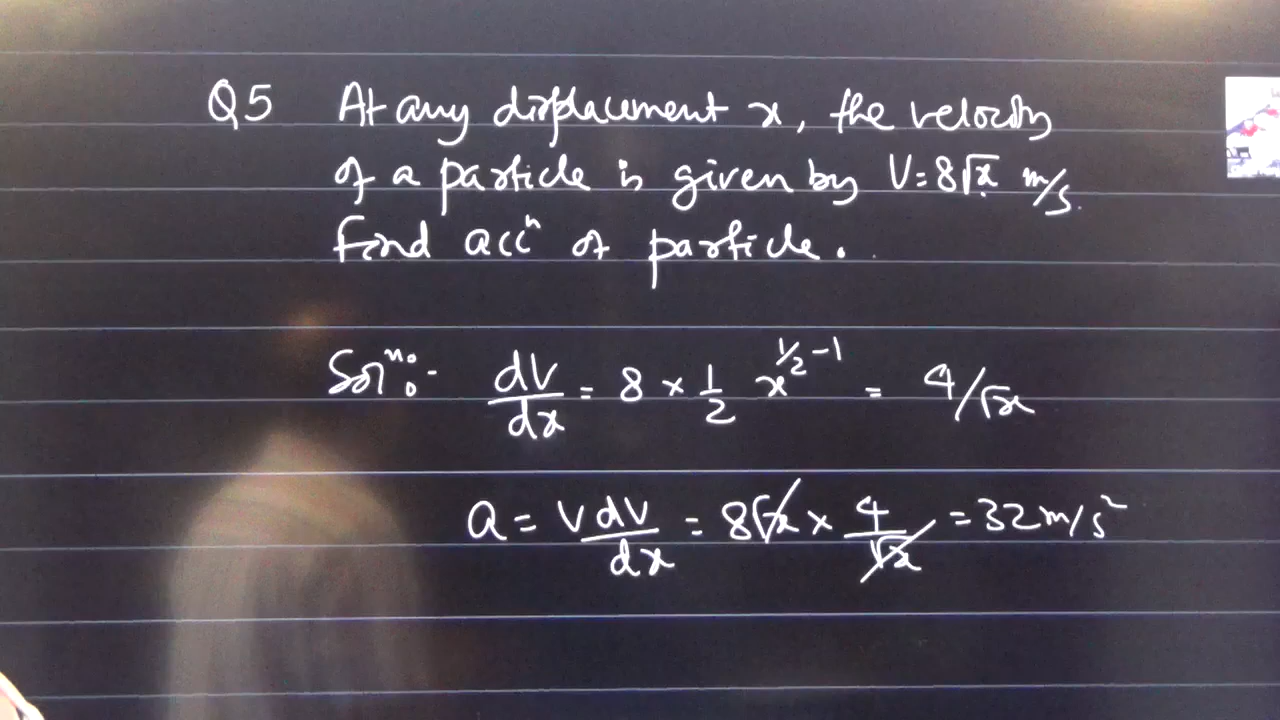 Q5 At any displacement x, the velocity
of a particle is given by V=8√x m/s.
Find accⁿ of particle.
Solⁿ:- dV/dx = 8 × 1/2 x^(1/2-1) = 4/√x
a = V dV/dx = 8√x × 4/√x = 32 m/s²